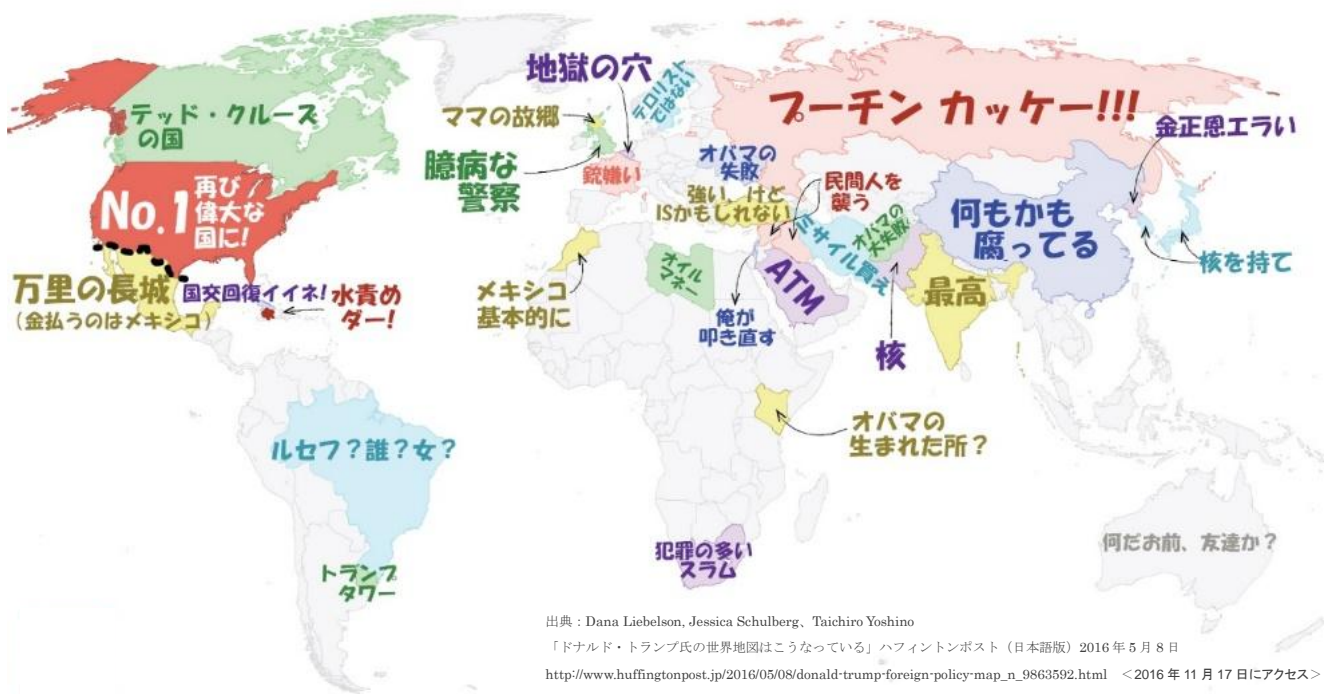 地獄の穴
テロリスト
ではない
プーチン カッケー!!!
テッド・クルーズ
の国
ママの故郷
金正恩エラい
臆病な
警察
銃嫌い
オバマの
失敗
民間人を
襲う
No.1
再び
偉大な
国に!
強い、けど
ISかもしれない
オバマの
大失敗!
ミサイル買え
何もかも
腐ってる
核を持て
万里の長城
(金払うのはメキシコ)
国交回復イイネ!
水責め
ダー!
メキシコ
基本的に
オイル
マネー
ATM
俺が
叩き直す
最高
核
オバマの
生まれた所?
ルセフ?誰?女?
犯罪の多い
スラム
何だお前、友達か?
トランプ
タワー
出典:Dana Liebelson, Jessica Schulberg、Taichiro Yoshino
「ドナルド・トランプ氏の世界地図はこうなっている」ハフィントンポスト(日本語版)2016年5月8日
http://www.huffingtonpost.jp/2016/05/08/donald-trump-foreign-policy-map_n_9863592.html <2016年11月17日にアクセス>